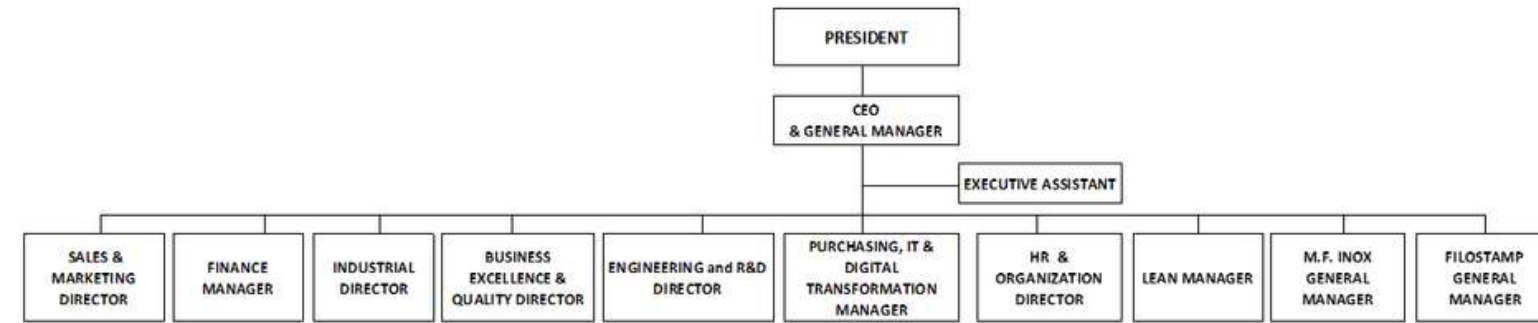 PRESIDENT
CEO
& GENERAL MANAGER
EXECUTIVE ASSISTANT
SALES &
MARKETING
DIRECTOR
FINANCE
MANAGER
INDUSTRIAL
DIRECTOR
BUSINESS
EXCELLENCE &
QUALITY DIRECTOR
ENGINEERING and R&D
DIRECTOR
PURCHASING, IT &
DIGITAL
TRANSFORMATION
MANAGER
HR &
ORGANIZATION
DIRECTOR
LEAN MANAGER
M.F. INOX
GENERAL
MANAGER
FILOSTAMP
GENERAL
MANAGER